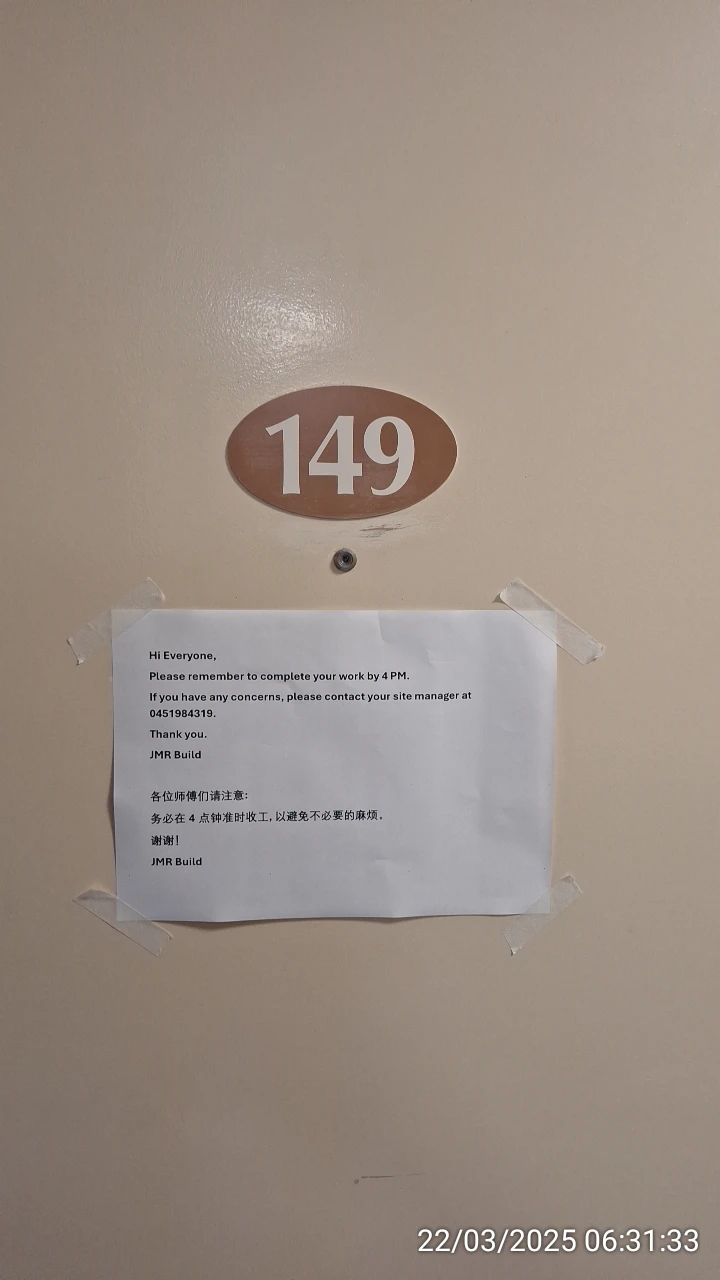 149
Hi Everyone,
Please remember to complete your work by 4 PM.
If you have any concerns, please contact your site manager at
0451984319.
Thank you.
JMR Build
各位师傅们请注意:
务必在 4 点钟准时收工, 以避免不必要的麻烦。
谢谢!
JMR Build
22/03/2025 06:31:33